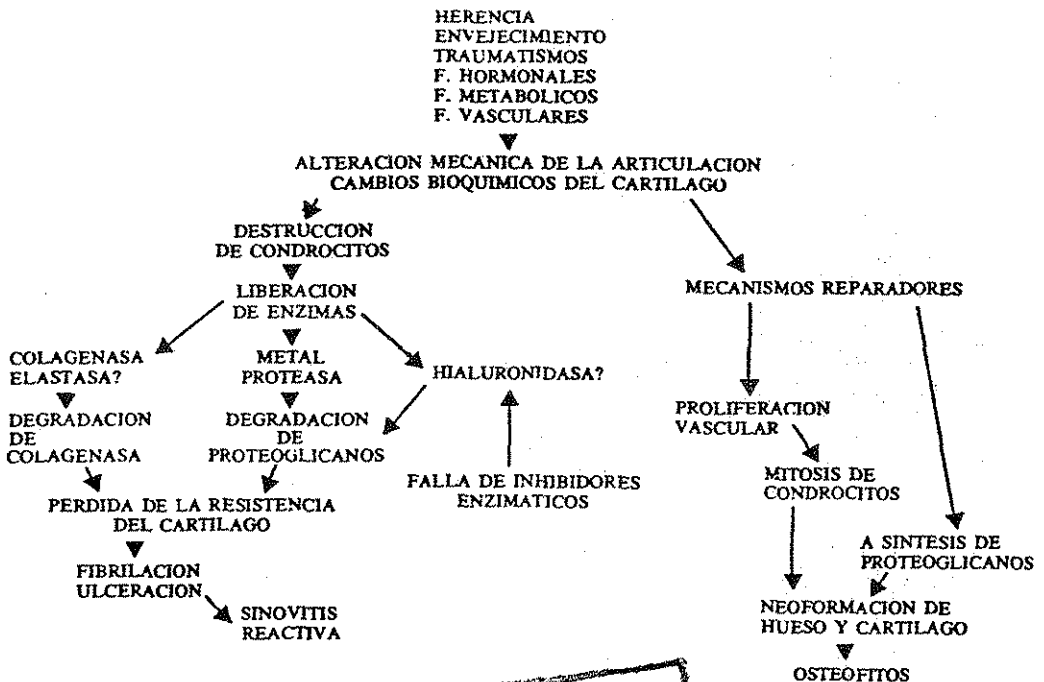 HERENCIA
ENVEJECIMIENTO
TRAUMATISMOS
F. HORMONALES
F. METABOLICOS
F. VASCULARES
ALTERACION MECANICA DE LA ARTICULACION
CAMBIOS BIOQUIMICOS DEL CARTILAGO
DESTRUCCION
DE CONDROCITOS
LIBERACION
DE ENZIMAS
COLAGENASA
ELASTASA?
DEGRADACION
DE
COLAGENASA
METAL
PROTEASA
DEGRADACION
DE
PROTEOGLICANOS
HIALURONIDASA?
FALLA DE INHIBIDORES
ENZIMATICOS
PERDIDA DE LA RESISTENCIA
DEL CARTILAGO
FIBRILACION
ULCERACION
SINOVITIS
REACTIVA
MECANISMOS REPARADORES
PROLIFERACION
VASCULAR
MITOSIS DE
CONDROCITOS
A SINTESIS DE
PROTEOGLICANOS
NEOFORMACION DE
HUESO Y CARTILAGO
OSTEOFITOS